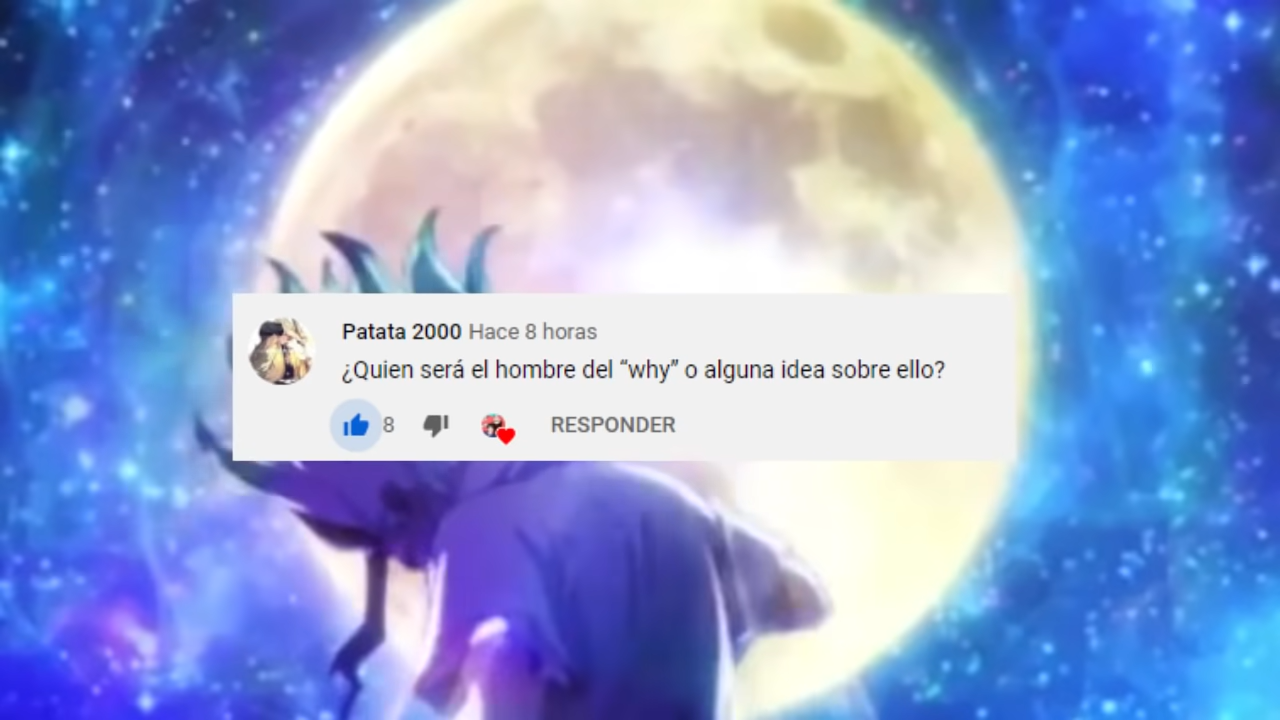 Patata 2000 Hace 8 horas
¿Quien será el hombre del “why” o alguna idea sobre ello?
8
RESPONDER